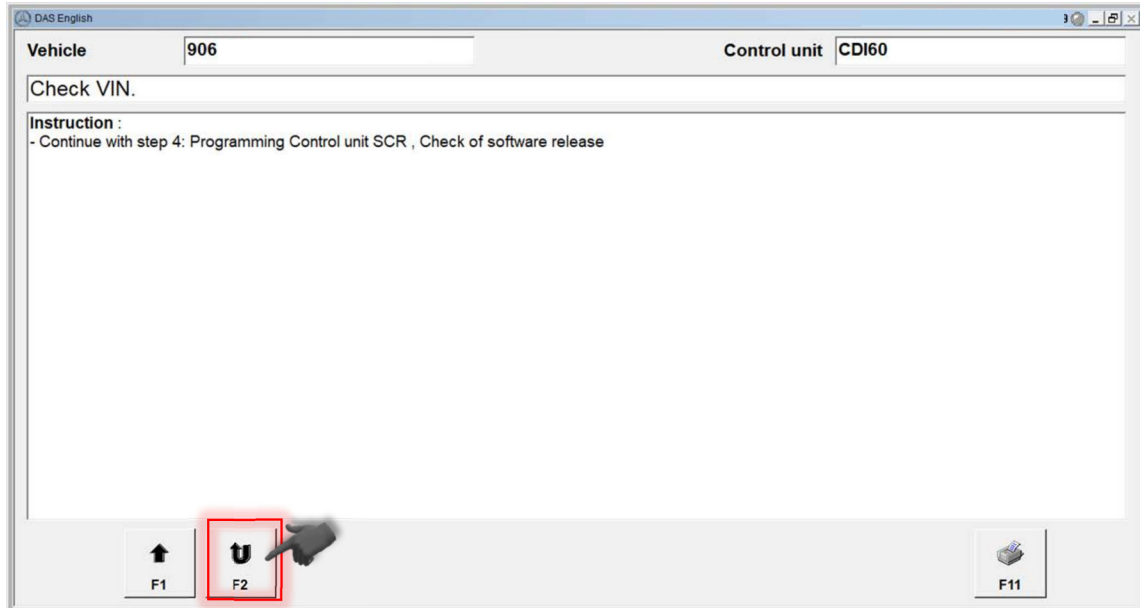 DAS English
Vehicle 906 Control unit CDI60
Check VIN.
Instruction :
- Continue with step 4: Programming Control unit SCR , Check of software release
F1 F2 F11